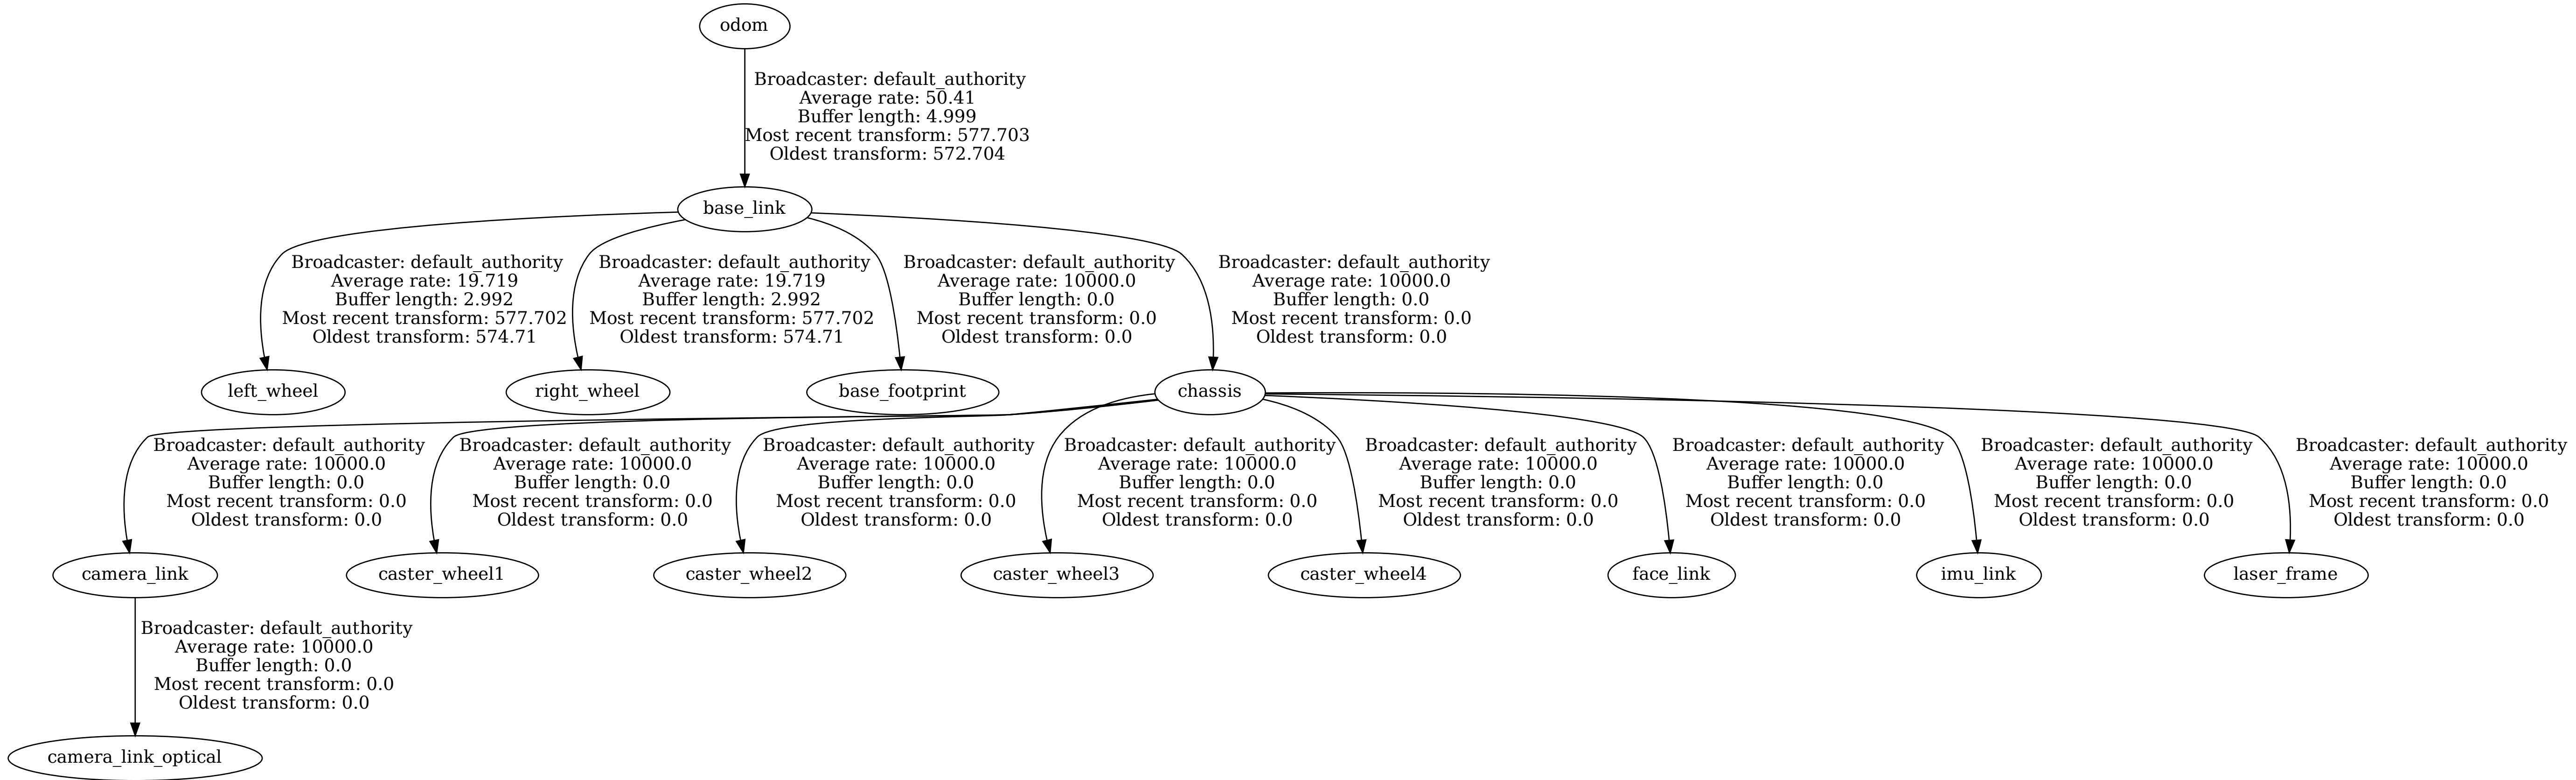 odom
Broadcaster: default_authority
Average rate: 50.41
Buffer length: 4.999
Most recent transform: 577.703
Oldest transform: 572.704
base_link
Broadcaster: default_authority
Average rate: 19.719
Buffer length: 2.992
Most recent transform: 577.702
Oldest transform: 574.71
Broadcaster: default_authority
Average rate: 19.719
Buffer length: 2.992
Most recent transform: 577.702
Oldest transform: 574.71
Broadcaster: default_authority
Average rate: 10000.0
Buffer length: 0.0
Most recent transform: 0.0
Oldest transform: 0.0
Broadcaster: default_authority
Average rate: 10000.0
Buffer length: 0.0
Most recent transform: 0.0
Oldest transform: 0.0
left_wheel
right_wheel
base_footprint
chassis
Broadcaster: default_authority
Average rate: 10000.0
Buffer length: 0.0
Most recent transform: 0.0
Oldest transform: 0.0
Broadcaster: default_authority
Average rate: 10000.0
Buffer length: 0.0
Most recent transform: 0.0
Oldest transform: 0.0
Broadcaster: default_authority
Average rate: 10000.0
Buffer length: 0.0
Most recent transform: 0.0
Oldest transform: 0.0
Broadcaster: default_authority
Average rate: 10000.0
Buffer length: 0.0
Most recent transform: 0.0
Oldest transform: 0.0
Broadcaster: default_authority
Average rate: 10000.0
Buffer length: 0.0
Most recent transform: 0.0
Oldest transform: 0.0
Broadcaster: default_authority
Average rate: 10000.0
Buffer length: 0.0
Most recent transform: 0.0
Oldest transform: 0.0
Broadcaster: default_authority
Average rate: 10000.0
Buffer length: 0.0
Most recent transform: 0.0
Oldest transform: 0.0
Broadcaster: default_authority
Average rate: 10000.0
Buffer length: 0.0
Most recent transform: 0.0
Oldest transform: 0.0
camera_link
caster_wheel1
caster_wheel2
caster_wheel3
caster_wheel4
face_link
imu_link
laser_frame
Broadcaster: default_authority
Average rate: 10000.0
Buffer length: 0.0
Most recent transform: 0.0
Oldest transform: 0.0
camera_link_optical